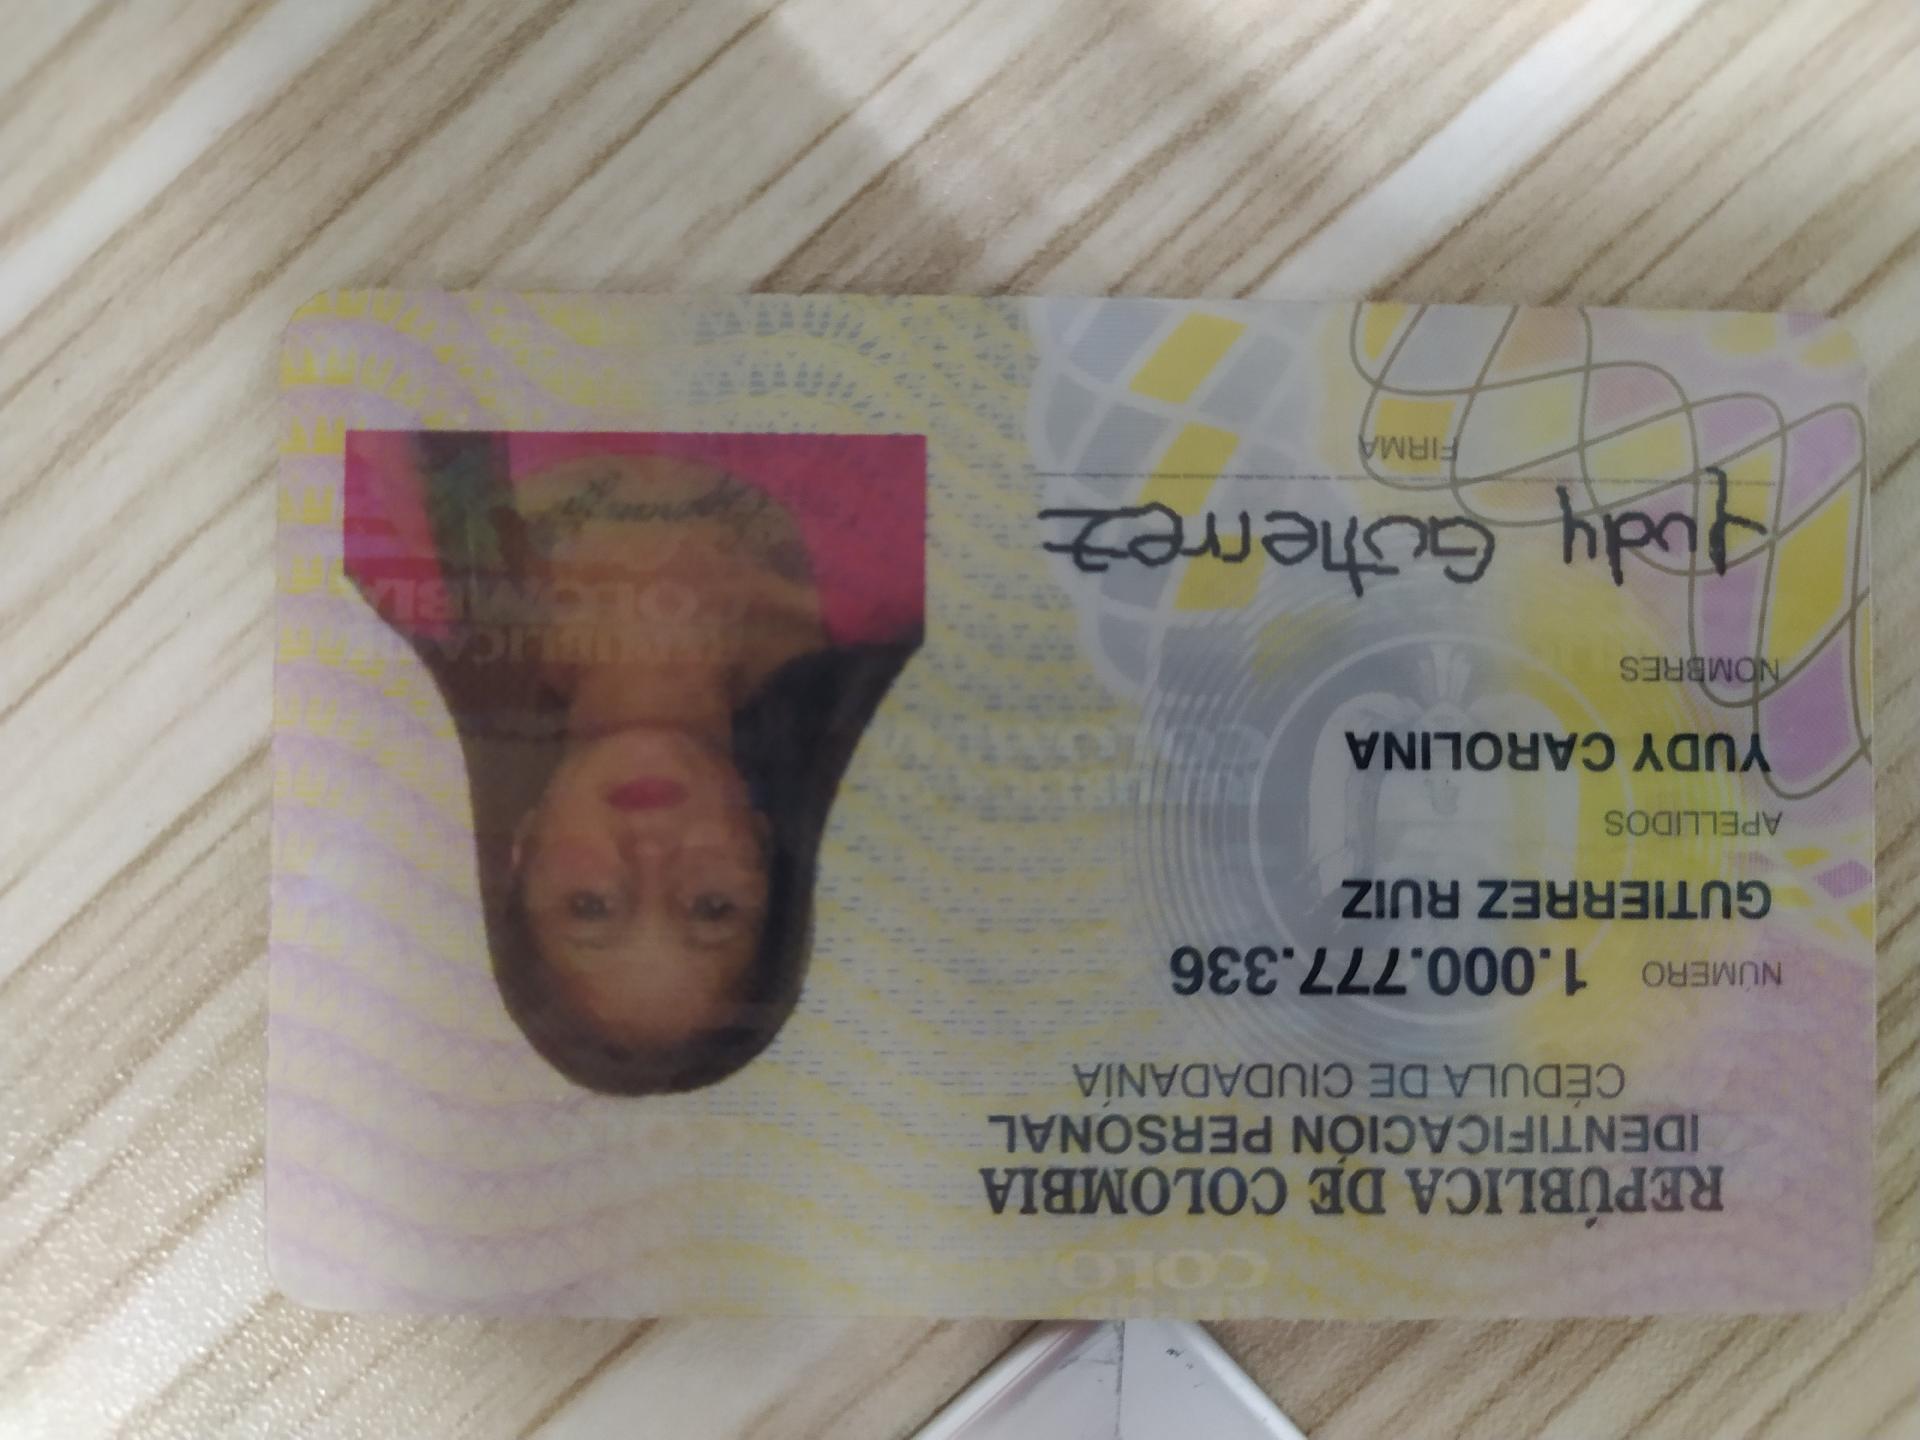 REPÚBLICA DE COLOMBIA
IDENTIFICACIÓN PERSONAL
CÉDULA DE CIUDADANÍA
NÚMERO 1.000.777.336
GUTIERREZ RUIZ
APELLIDOS
YUDY CAROLINA
NOMBRES
Yudy Gutierrez
FIRMA